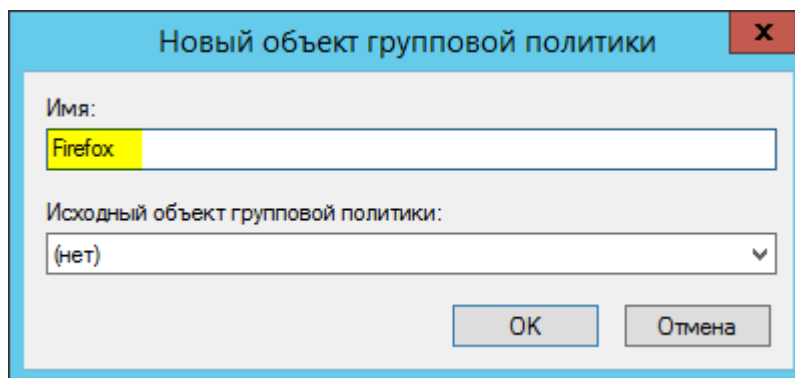 Новый объект групповой политики
x
Имя:
Firefox
Исходный объект групповой политики:
(нет)
OK
Отмена